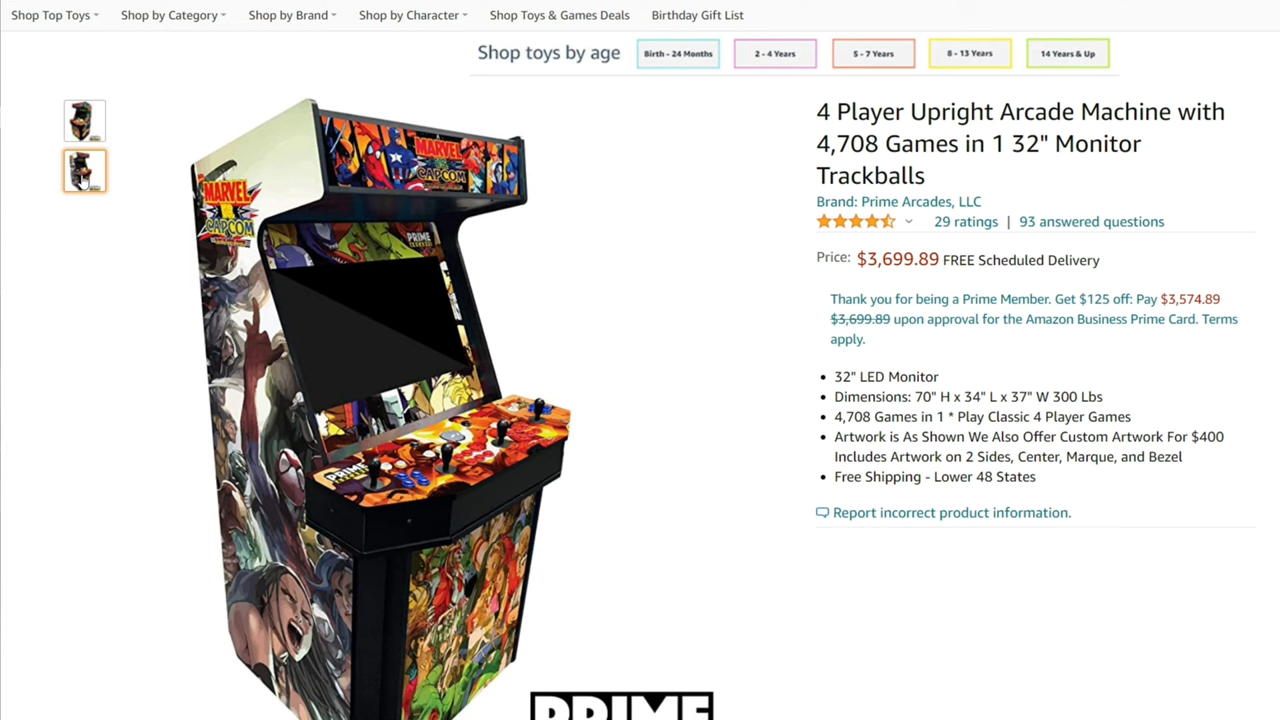 Shop Top Toys
Shop by Category
Shop by Brand
Shop by Character
Shop Toys & Games Deals
Birthday Gift List
Shop toys by age
Birth - 24 Months
2 - 4 Years
5 - 7 Years
8 - 13 Years
14 Years & Up
MARVEL
VS.
CAPCOM
MARVEL
CAPCOM
PRIME
PRIME
4 Player Upright Arcade Machine with
4,708 Games in 1 32" Monitor
Trackballs
Brand: Prime Arcades, LLC
29 ratings | 93 answered questions
Price: $3,699.89 FREE Scheduled Delivery
Thank you for being a Prime Member. Get $125 off: Pay $3,574.89
$3,699.89 upon approval for the Amazon Business Prime Card. Terms
apply.
• 32" LED Monitor
• Dimensions: 70" H x 34" L x 37" W 300 Lbs
• 4,708 Games in 1 * Play Classic 4 Player Games
• Artwork is As Shown We Also Offer Custom Artwork For $400
Includes Artwork on 2 Sides, Center, Marque, and Bezel
• Free Shipping - Lower 48 States
Report incorrect product information.
PRIME